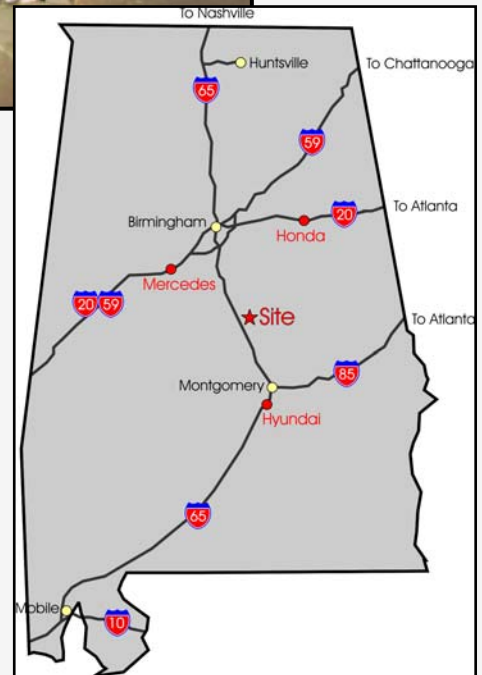 To Nashville
Huntsville
To Chattanooga
65
59
To Atlanta
20
Birmingham
Honda
Mercedes
20 59
Site
To Atlanta
85
Montgomery
Hyundai
65
Mobile
10